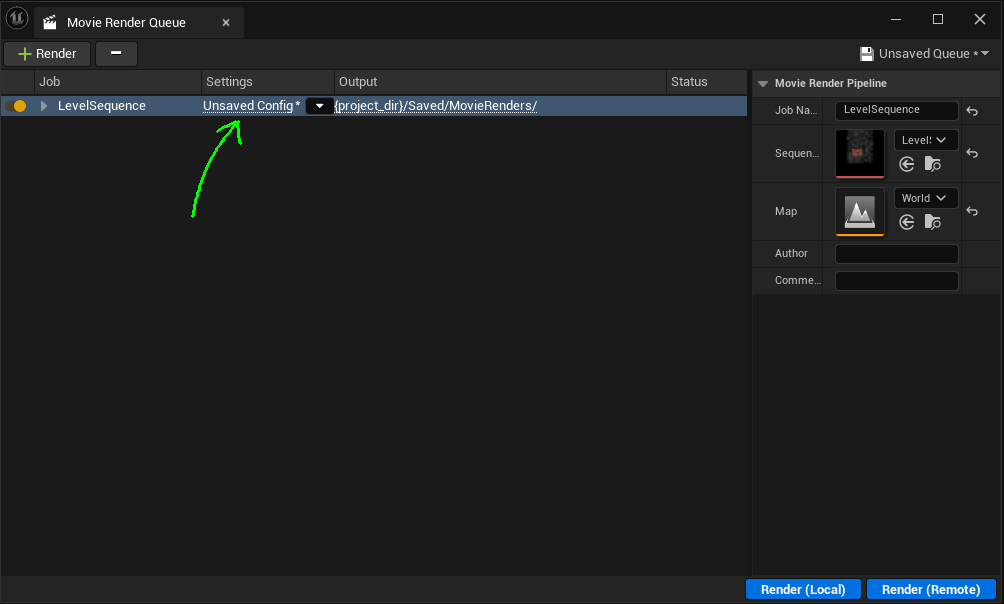 Movie Render Queue
Render
Unsaved Queue *
Job Settings Output Status
LevelSequence Unsaved Config * {project_dir}/Saved/MovieRenders/
Movie Render Pipeline
Job Na... LevelSequence
Sequen... Level
Map World
Author
Comme...
Render (Local) Render (Remote)